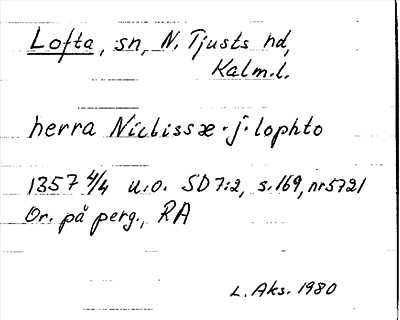 Lofta, sn, N. Tjusts hd,
Kalm.l.
herra Niclissæ · j · lophto
1357 4/4 u.o. SD 7:2, s.169, nr 5721
Or. på perg., RA
L. Aks. 1980